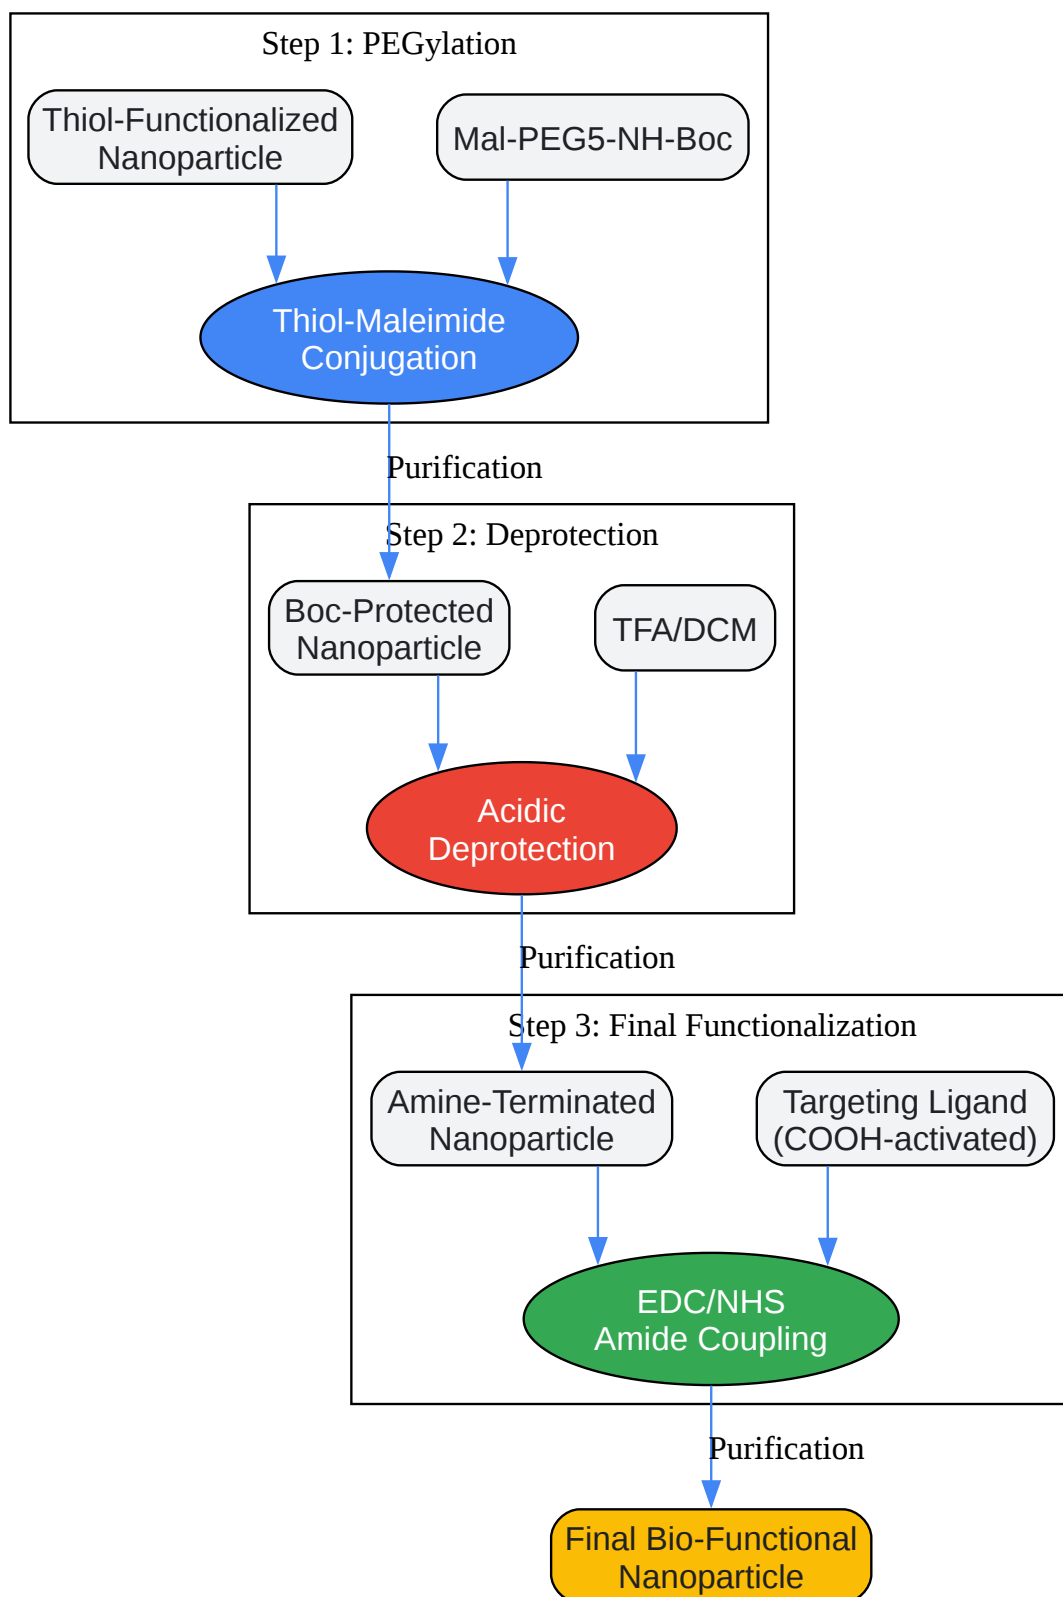 Step 1: PEGylation
Thiol-Functionalized
Nanoparticle
Mal-PEG5-NH-Boc
Thiol-Maleimide
Conjugation
Purification
Step 2: Deprotection
Boc-Protected
Nanoparticle
TFA/DCM
Acidic
Deprotection
Purification
Step 3: Final Functionalization
Amine-Terminated
Nanoparticle
Targeting Ligand
(COOH-activated)
EDC/NHS
Amide Coupling
Purification
Final Bio-Functional
Nanoparticle